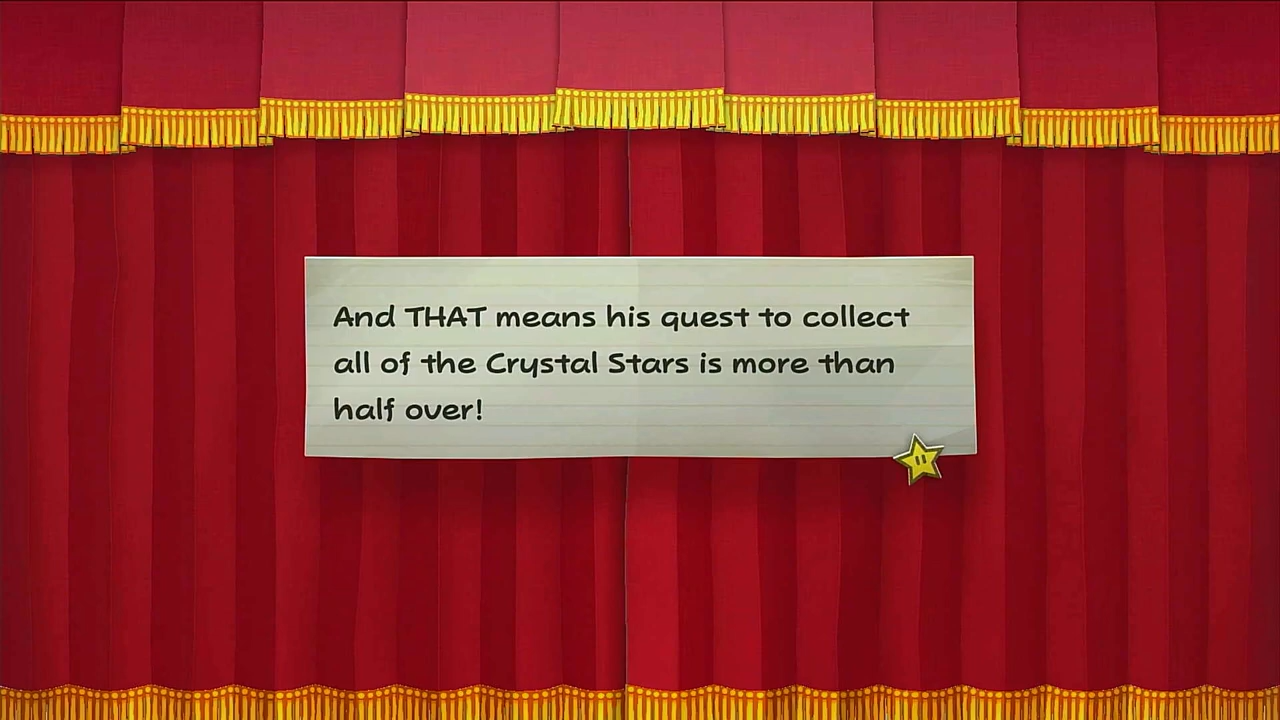 And THAT means his quest to collect
all of the Crystal Stars is more than
half over!